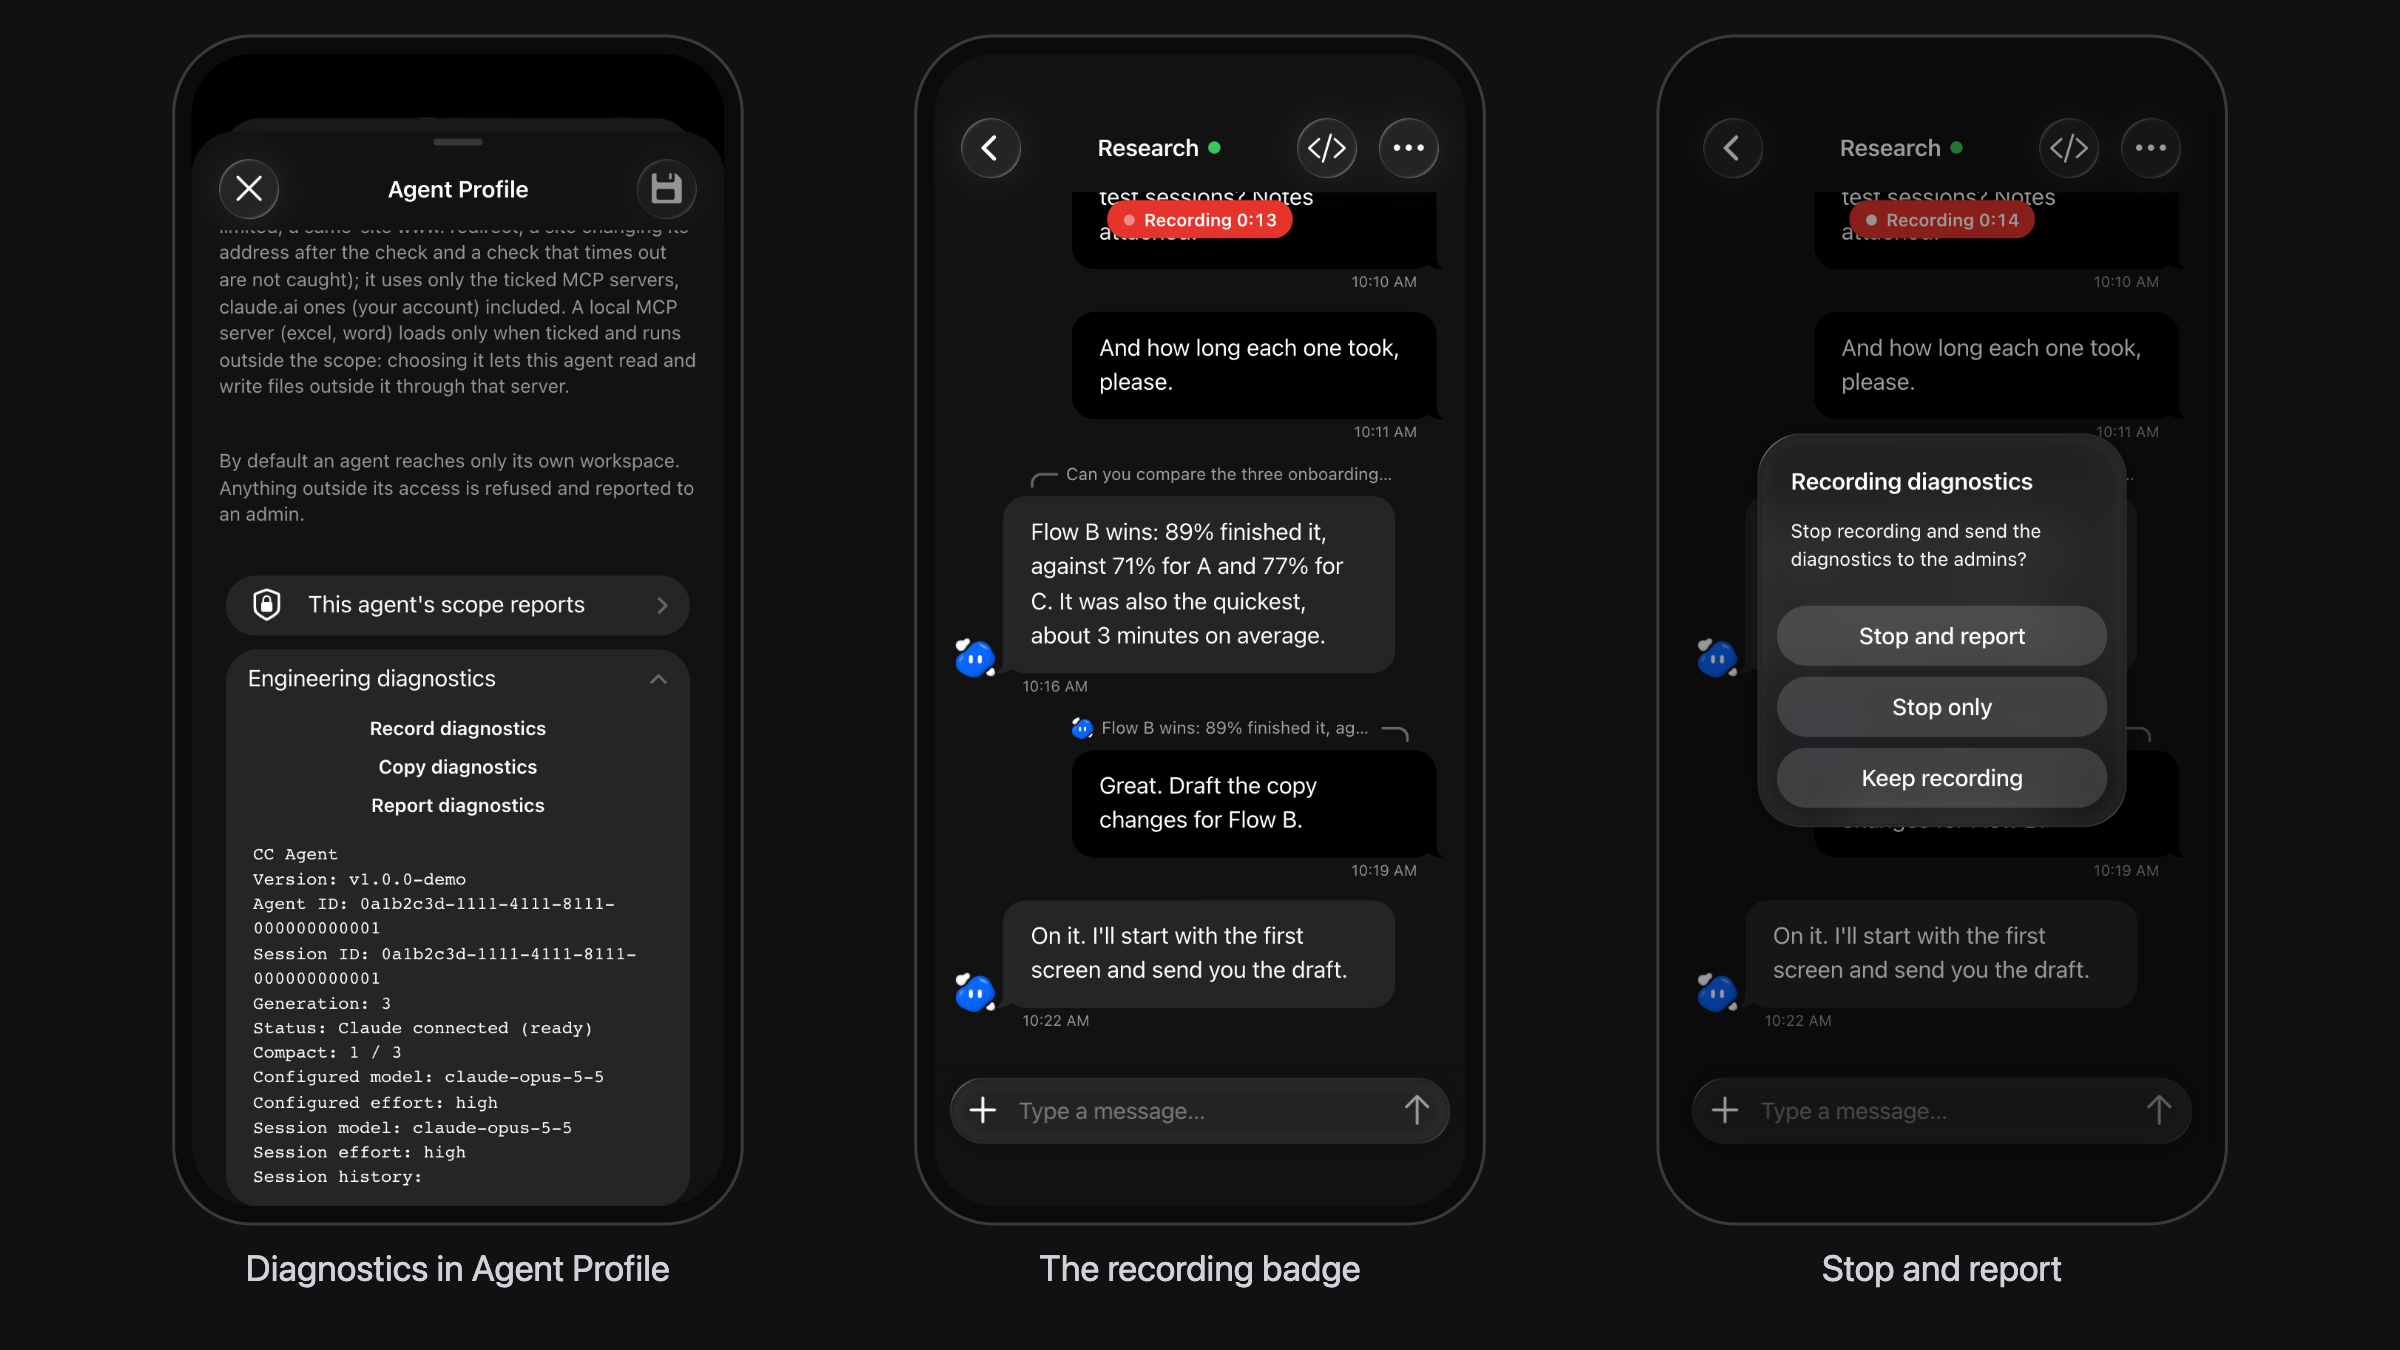 Agent Profile
address after the check and a check that times out
are not caught); it uses only the ticked MCP servers,
claude.ai ones (your account) included. A local MCP
server (excel, word) loads only when ticked and runs
outside the scope: choosing it lets this agent read and
write files outside it through that server.
By default an agent reaches only its own workspace.
Anything outside its access is refused and reported to
an admin.
This agent's scope reports
Engineering diagnostics
Record diagnostics
Copy diagnostics
Report diagnostics
CC Agent
Version: v1.0.0-demo
Agent ID: 0a1b2c3d-1111-4111-8111-
000000000001
Session ID: 0a1b2c3d-1111-4111-8111-
000000000001
Generation: 3
Status: Claude connected (ready)
Compact: 1 / 3
Configured model: claude-opus-5-5
Configured effort: high
Session model: claude-opus-5-5
Session effort: high
Session history:
Diagnostics in Agent Profile
Research
test sessions? Notes
Recording 0:13
10:10 AM
And how long each one took,
please.
10:11 AM
Can you compare the three onboarding...
Flow B wins: 89% finished it,
against 71% for A and 77% for
C. It was also the quickest,
about 3 minutes on average.
10:16 AM
Flow B wins: 89% finished it, ag...
Great. Draft the copy
changes for Flow B.
10:19 AM
On it. I'll start with the first
screen and send you the draft.
10:22 AM
Type a message...
The recording badge
Research
test sessions? Notes
Recording 0:14
10:10 AM
And how long each one took,
please.
10:11 AM
Recording diagnostics
Stop recording and send the
diagnostics to the admins?
Stop and report
Stop only
Keep recording
10:19 AM
On it. I'll start with the first
screen and send you the draft.
10:22 AM
Type a message...
Stop and report